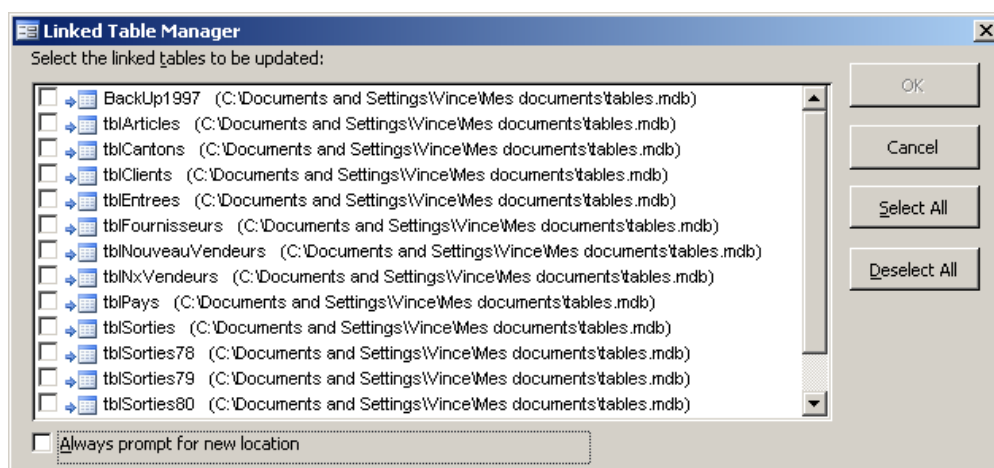 Linked Table Manager
Select the linked tables to be updated:
BackUp1997 (C:\Documents and Settings\Vince\Mes documents\tables.mdb)
tblArticles (C:\Documents and Settings\Vince\Mes documents\tables.mdb)
tblCantons (C:\Documents and Settings\Vince\Mes documents\tables.mdb)
tblClients (C:\Documents and Settings\Vince\Mes documents\tables.mdb)
tblEntrees (C:\Documents and Settings\Vince\Mes documents\tables.mdb)
tblFournisseurs (C:\Documents and Settings\Vince\Mes documents\tables.mdb)
tblNouveauVendeurs (C:\Documents and Settings\Vince\Mes documents\tables.mdb)
tblNxVendeurs (C:\Documents and Settings\Vince\Mes documents\tables.mdb)
tblPays (C:\Documents and Settings\Vince\Mes documents\tables.mdb)
tblSorties (C:\Documents and Settings\Vince\Mes documents\tables.mdb)
tblSorties78 (C:\Documents and Settings\Vince\Mes documents\tables.mdb)
tblSorties79 (C:\Documents and Settings\Vince\Mes documents\tables.mdb)
tblSorties80 (C:\Documents and Settings\Vince\Mes documents\tables.mdb)
Always prompt for new location
OK
Cancel
Select All
Deselect All